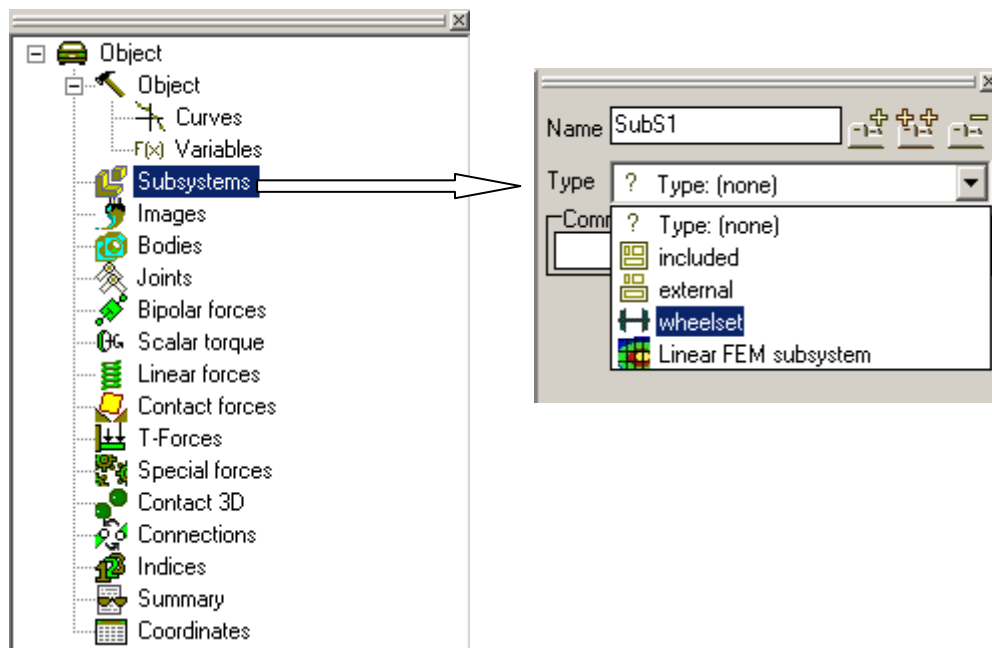 Object
Object
Curves
F(x) Variables
Subsystems
Images
Bodies
Joints
Bipolar forces
Scalar torque
Linear forces
Contact forces
T-Forces
Special forces
Contact 3D
Connections
Indices
Summary
Coordinates
Name SubS1
Type ? Type: (none)
? Type: (none)
included
external
wheelset
Linear FEM subsystem